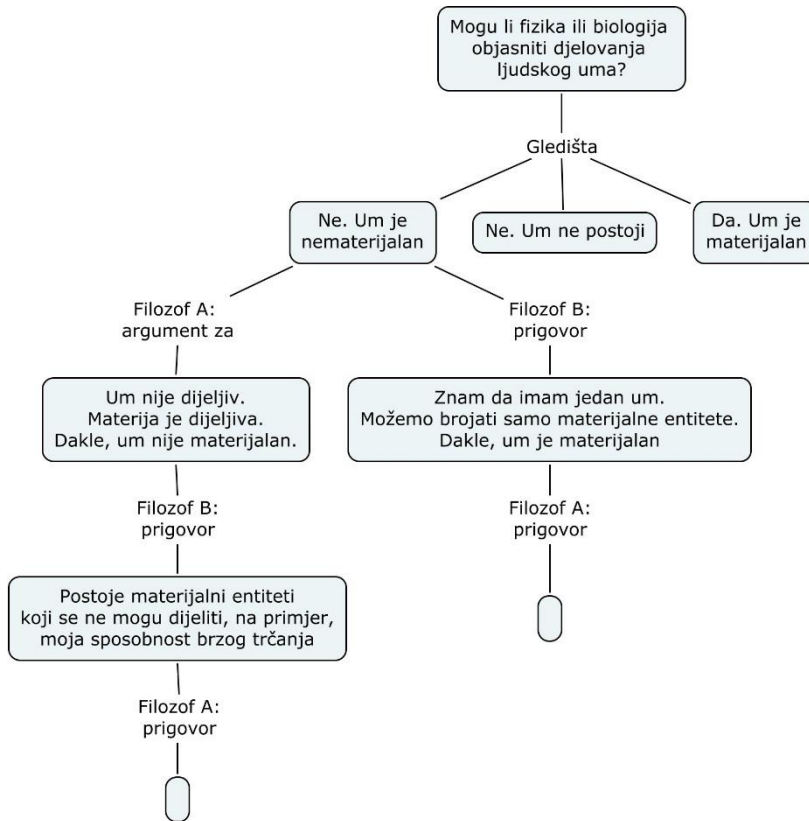 Mogu li fizika ili biologija
objasniti djelovanja
ljudskog uma?
Gledišta
Ne. Um je
nematerijalan
Ne. Um ne postoji
Da. Um je
materijalan
Filozof A:
argument za
Filozof B:
prigovor
Um nije dijeljiv.
Materija je dijeljiva.
Dakle, um nije materijalan.
Znam da imam jedan um.
Možemo brojati samo materijalne entitete.
Dakle, um je materijalan
Filozof B:
prigovor
Filozof A:
prigovor
Postoje materijalni entiteti
koji se ne mogu dijeliti, na primjer,
moja sposobnost brzog trčanja
Filozof A:
prigovor